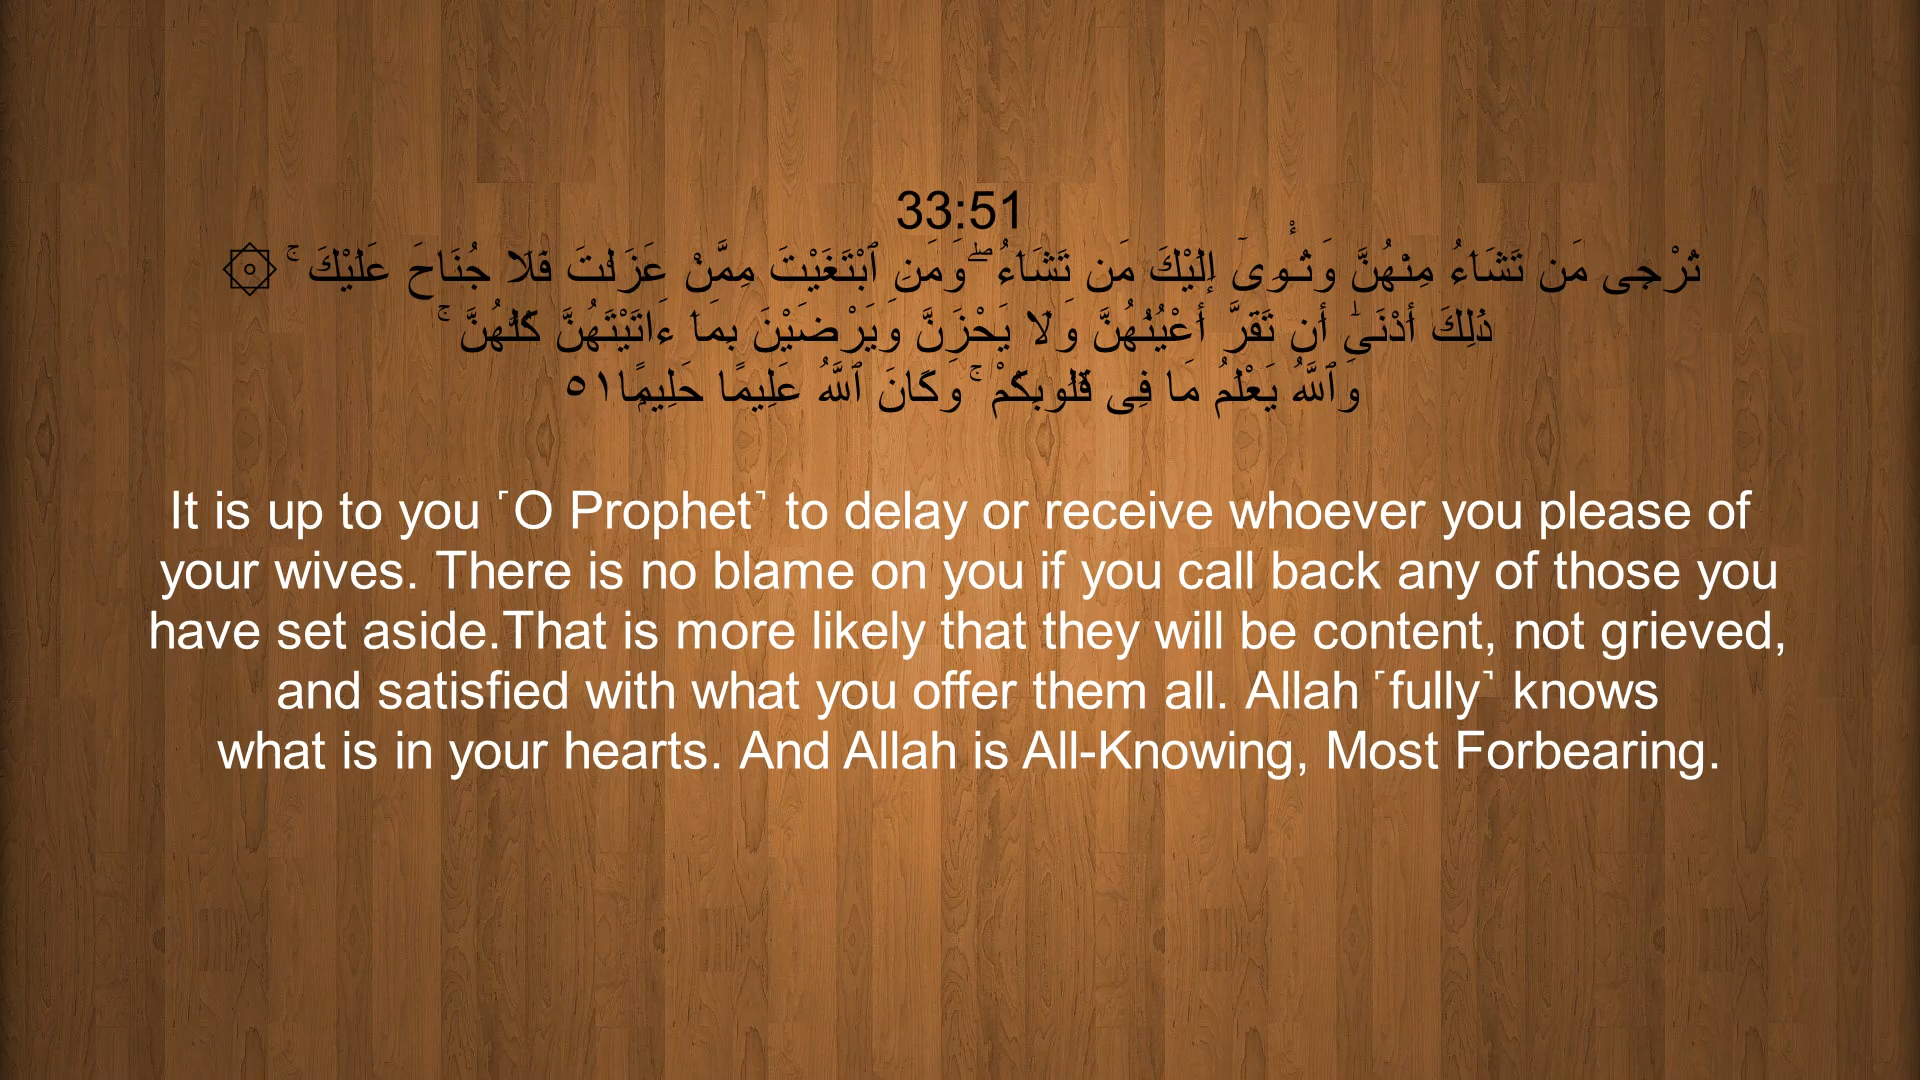 33:51
تُرْجِى مَن تَشَآءُ مِنْهُنَّ وَتُـْٔوِىٓ إِلَيْكَ مَن تَشَآءُ ۖ وَمَنِ ٱبْتَغَيْتَ مِمَّنْ عَزَلْتَ فَلَا جُنَاحَ عَلَيْكَ ۚ ۞
ذَٰلِكَ أَدْنَىٰٓ أَن تَقَرَّ أَعْيُنُهُنَّ وَلَا يَحْزَنَّ وَيَرْضَيْنَ بِمَآ ءَاتَيْتَهُنَّ كُلُّهُنَّ ۚ
وَٱللَّهُ يَعْلَمُ مَا فِى قُلُوبِكُمْ ۚ وَكَانَ ٱللَّهُ عَلِيمًا حَلِيمًا٥١
It is up to you ˹O Prophet˺ to delay or receive whoever you please of
your wives. There is no blame on you if you call back any of those you
have set aside.That is more likely that they will be content, not grieved,
and satisfied with what you offer them all. Allah ˹fully˺ knows
what is in your hearts. And Allah is All-Knowing, Most Forbearing.